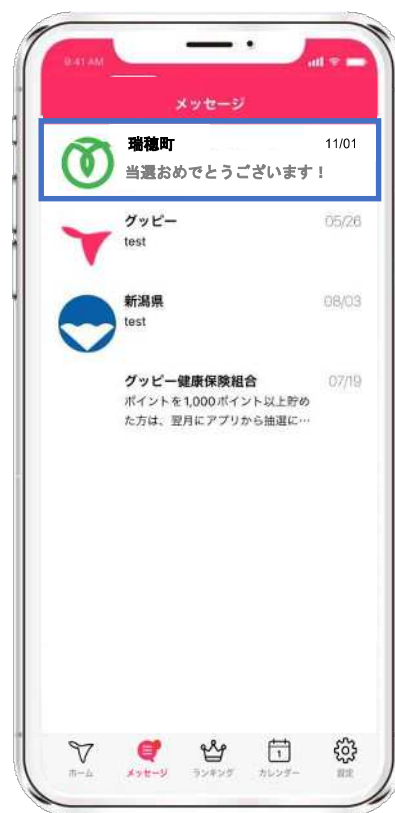 9:41 AM
メッセージ
瑞穂町
11/01
当選おめでとうございます！
グッピー
05/26
test
新潟県
08/03
test
グッピー健康保険組合
07/19
ポイントを1,000ポイント以上貯め
た方は、翌月にアプリから抽選に…
1
ホーム
メッセージ
ランキング
カレンダー
設定